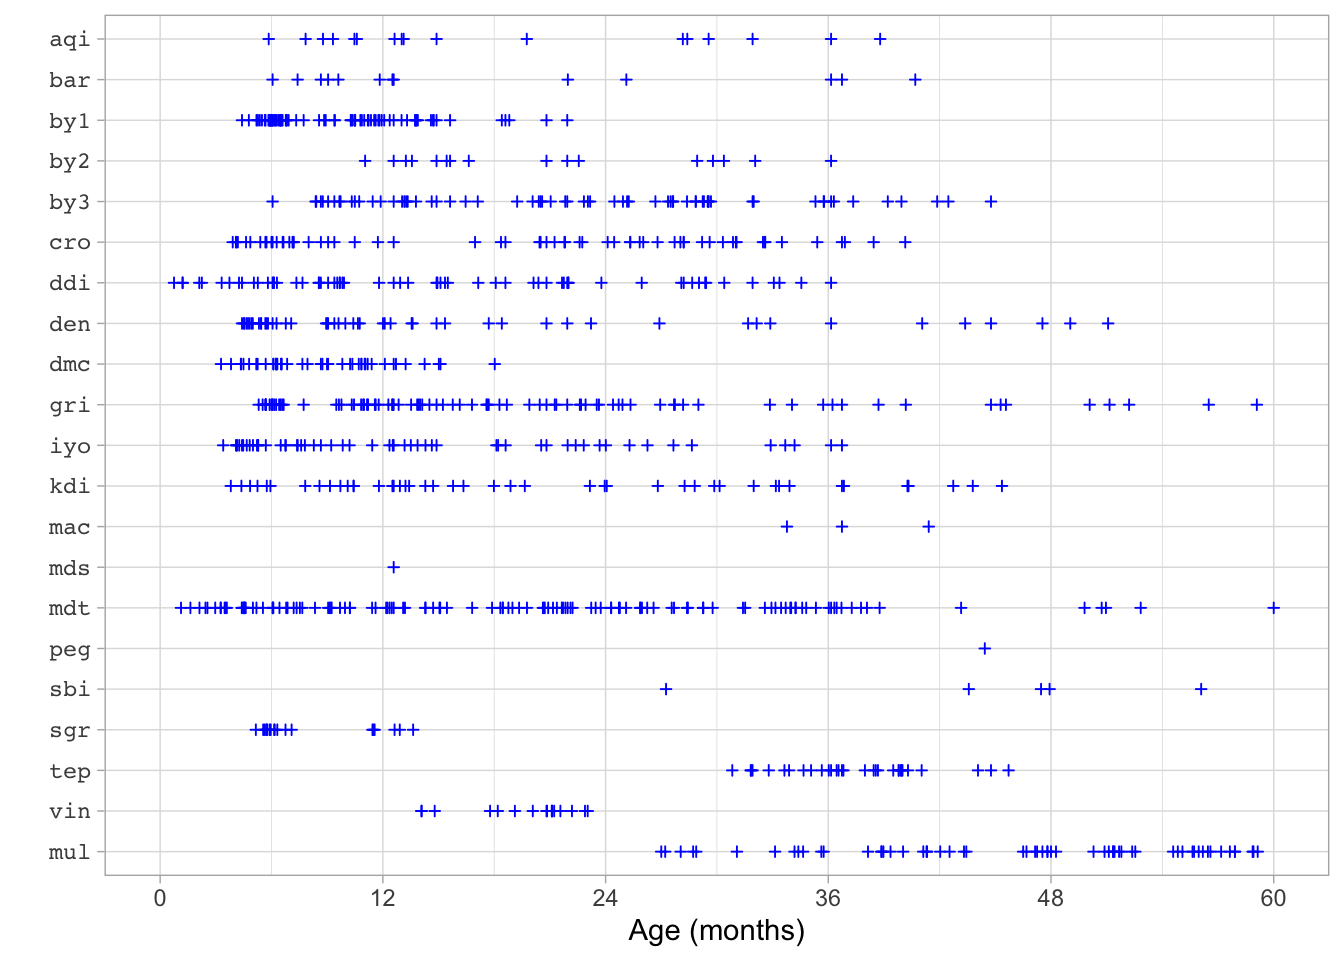 aqi
bar
by1
by2
by3
cro
ddi
den
dmc
gri
iyo
kdi
mac
mds
mdt
peg
sbi
sgr
tep
vin
mul
0 12 24 36 48 60
Age (months)